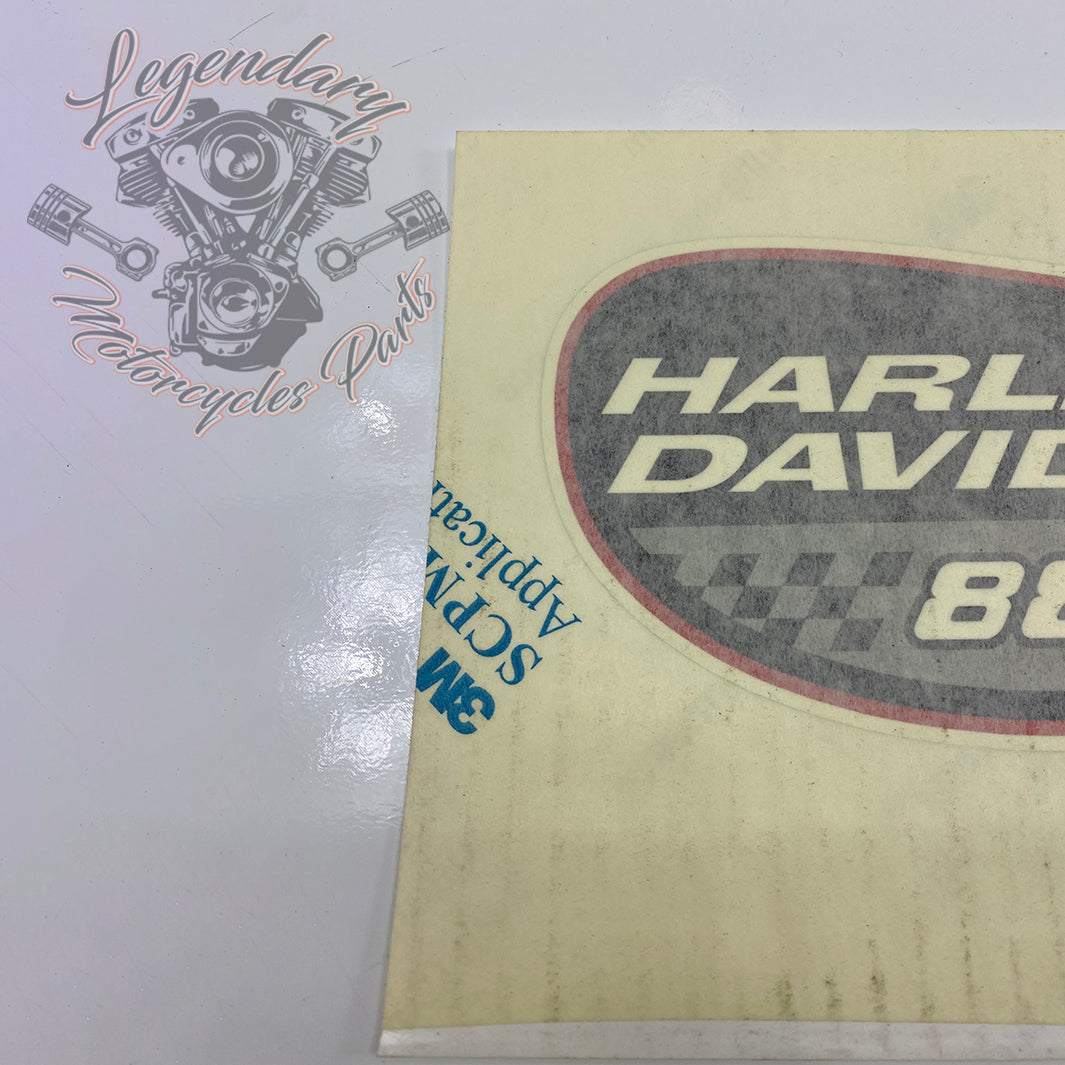 Legendary
Motorcycles Parts
HARL
DAVID
88
3M
SCPM
Applicati